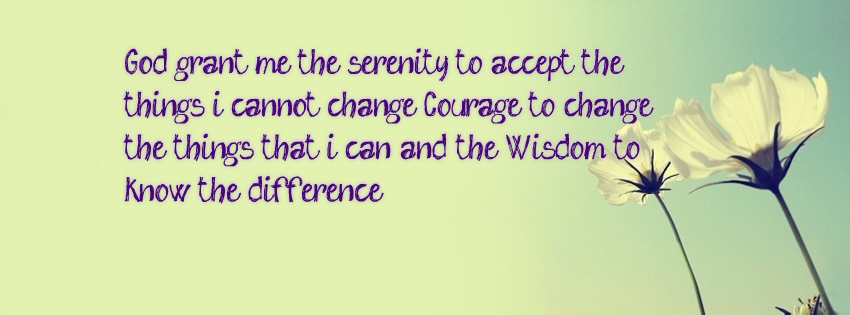 God grant me the serenity to accept the
things i cannot change Courage to change
the things that i can and the Wisdom to
Know the difference